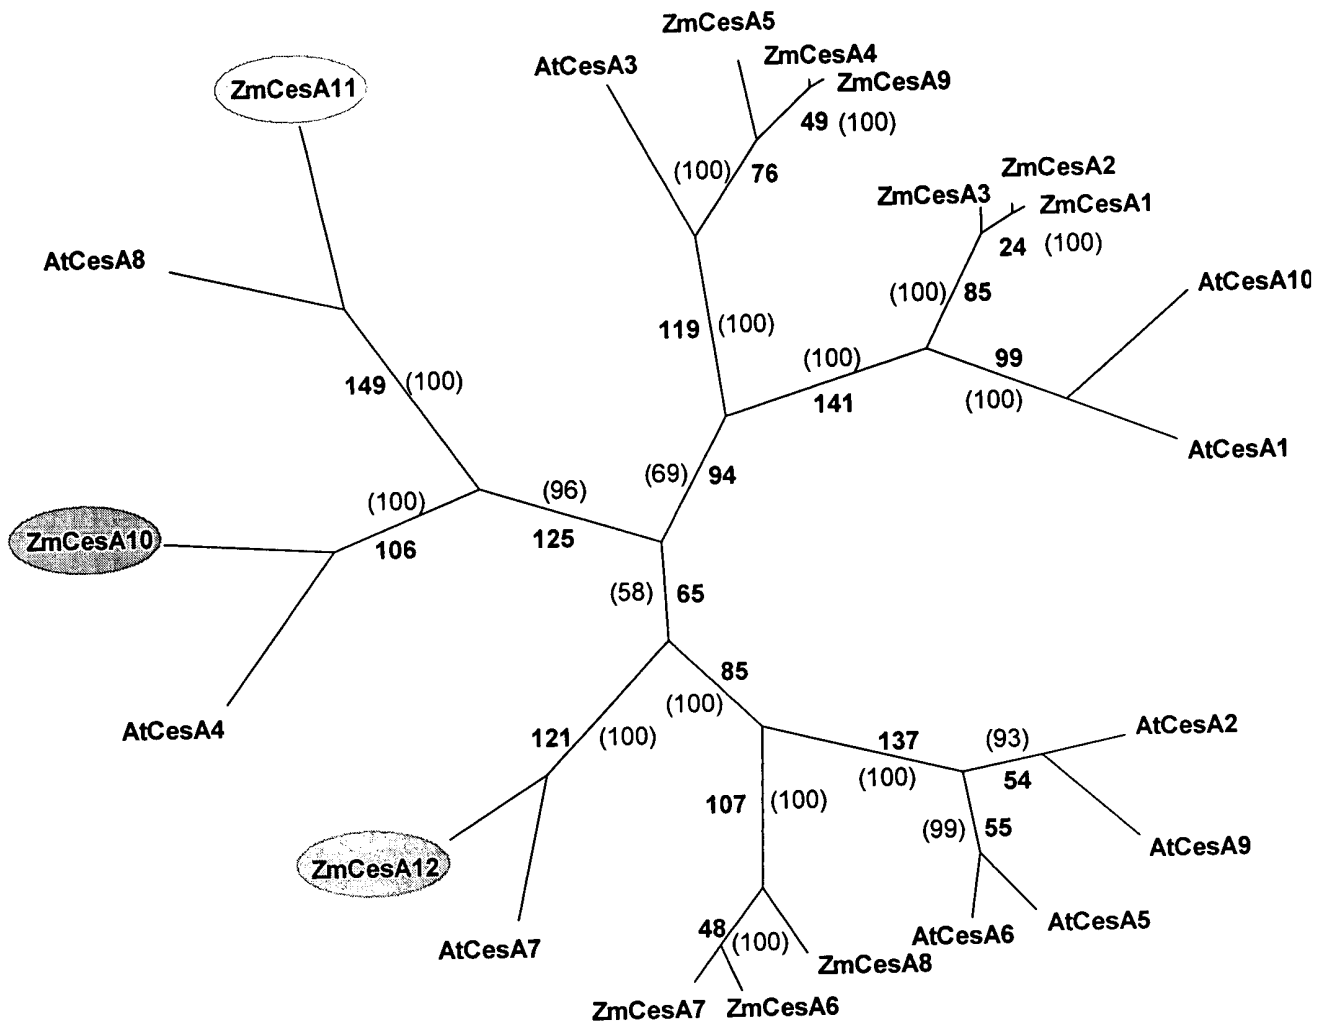 ZmCesA5
ZmCesA4
AtCesA3
ZmCesA9
ZmCesA11
49 (100)
(100) 76
ZmCesA2
ZmCesA3
ZmCesA1
24 (100)
AtCesA8
AtCesA10
(100) 85
119 (100)
(100)
99
149 (100)
141
(100)
AtCesA1
(69) 94
(100)
(96)
ZmCesA10
106
125
(58) 65
85
(100)
AtCesA4
121 (100)
137
(93)
AtCesA2
(100)
54
107 (100)
(99) 55
AtCesA9
ZmCesA12
AtCesA7
48 (100)
AtCesA6
AtCesA5
ZmCesA8
ZmCesA7 ZmCesA6